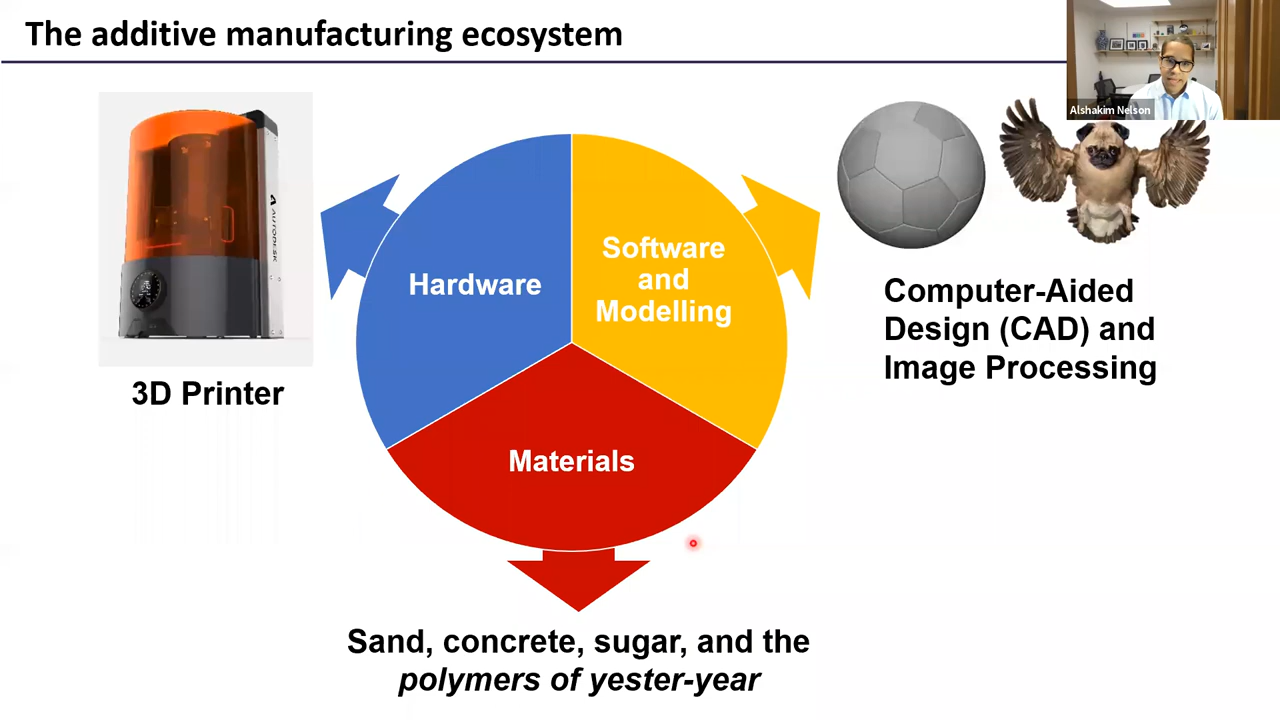 The additive manufacturing ecosystem
Alshakim Nelson
AUTODESK
Hardware
Software
and
Modelling
Computer-Aided
Design (CAD) and
Image Processing
3D Printer
Materials
Sand, concrete, sugar, and the
polymers of yester-year